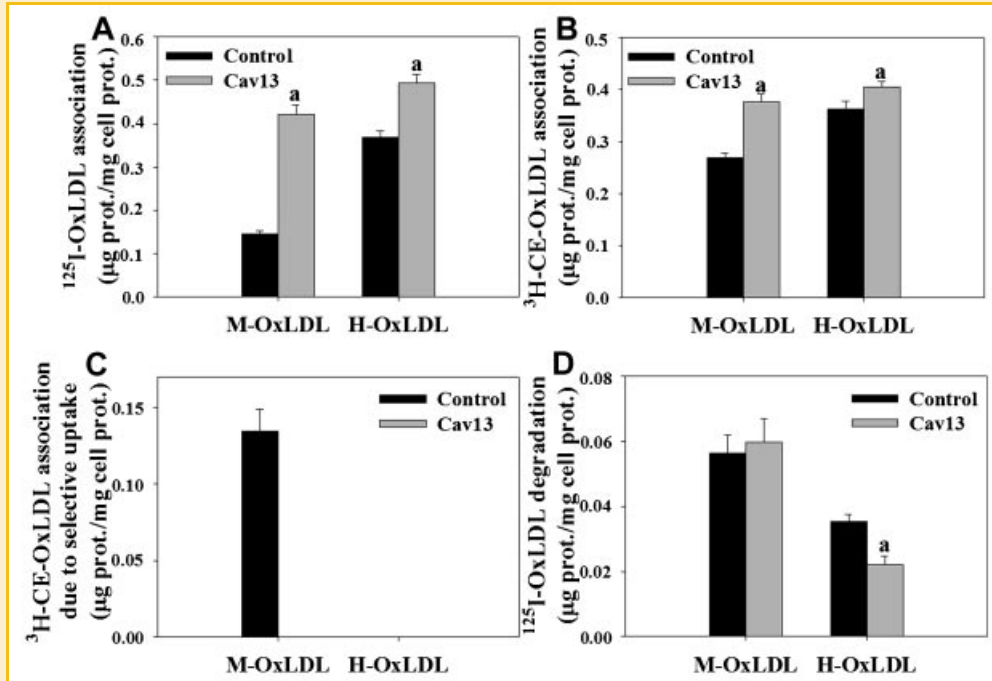 A
¹²⁵I-OxLDL association
(µg prot./mg cell prot.)
0.6
0.5
0.4
0.3
0.2
0.1
0.0
Control
Cav13
a
a
M-OxLDL H-OxLDL
B
³H-CE-OxLDL association
(µg prot./mg cell prot.)
0.5
0.4
0.3
0.2
0.1
0.0
Control
Cav13
a
a
M-OxLDL H-OxLDL
C
³H-CE-OxLDL association
due to selective uptake
(µg prot./mg cell prot.)
0.15
0.10
0.05
0.00
Control
Cav13
M-OxLDL H-OxLDL
D
¹²⁵I-OxLDL degradation
(µg prot./mg cell prot.)
0.08
0.06
0.04
0.02
0.00
Control
Cav13
a
M-OxLDL H-OxLDL